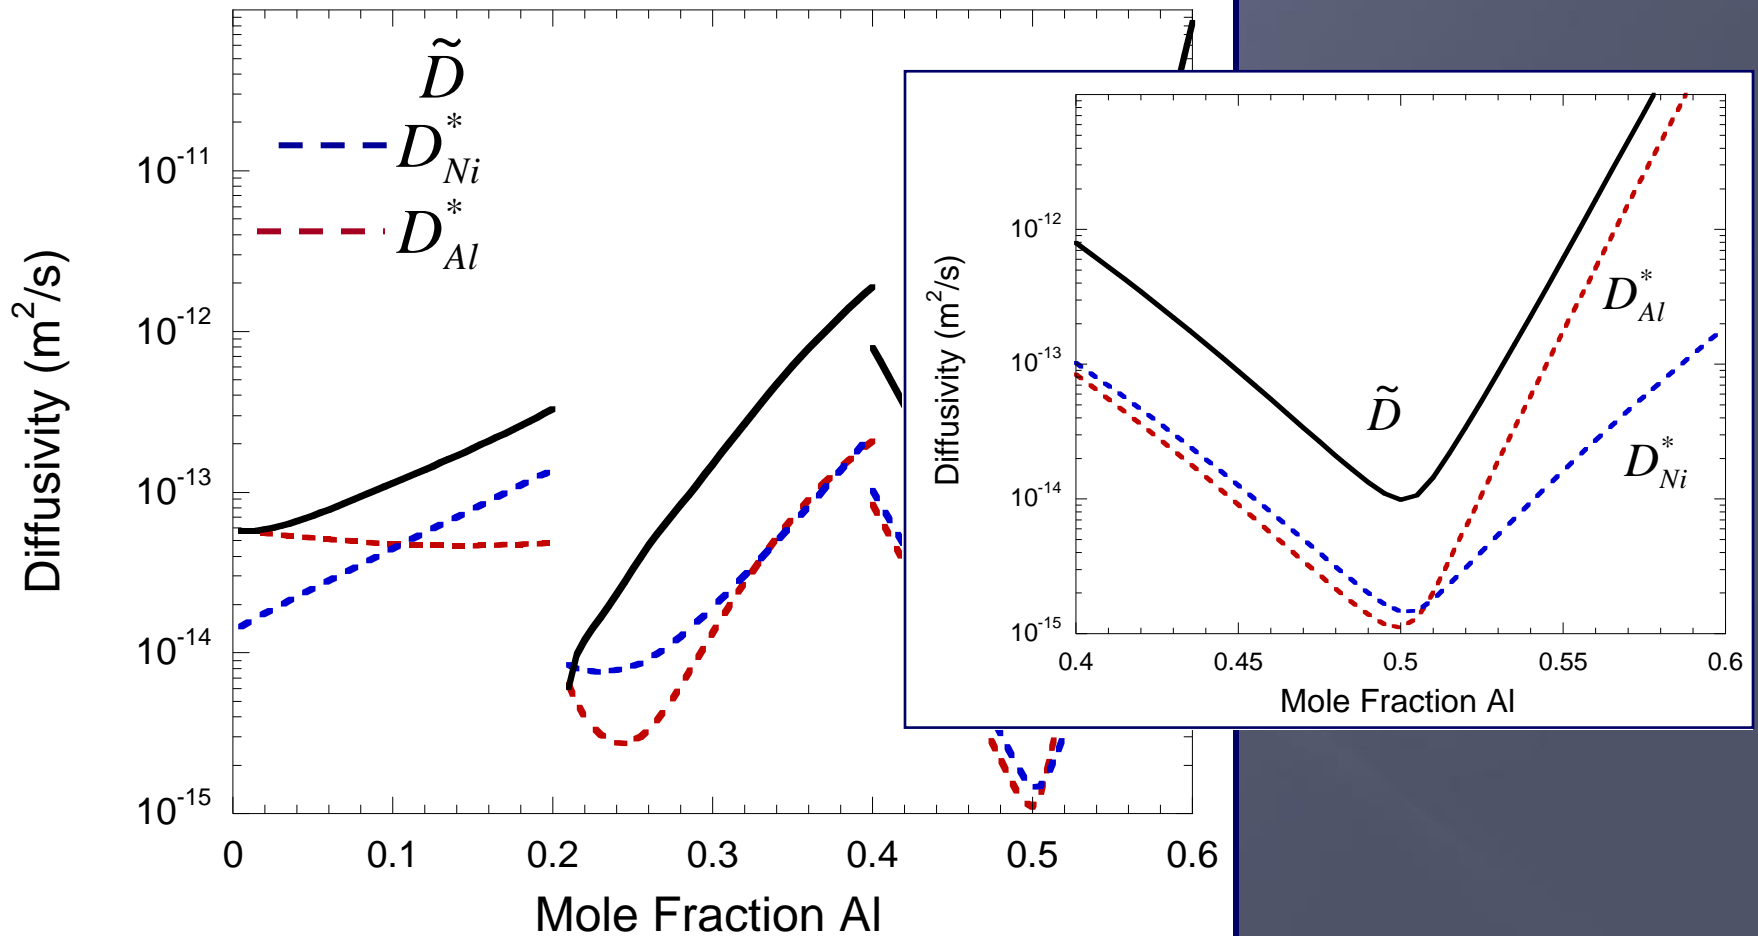 D̃
D*Ni
D*Al
10-11
10-12
10-13
10-14
10-15
0 0.1 0.2 0.3 0.4 0.5 0.6
Mole Fraction Al
Diffusivity (m2/s)
10-12
10-13
10-14
10-15
0.4 0.45 0.5 0.55 0.6
Mole Fraction Al
Diffusivity (m2/s)
D*Al
D̃
D*Ni